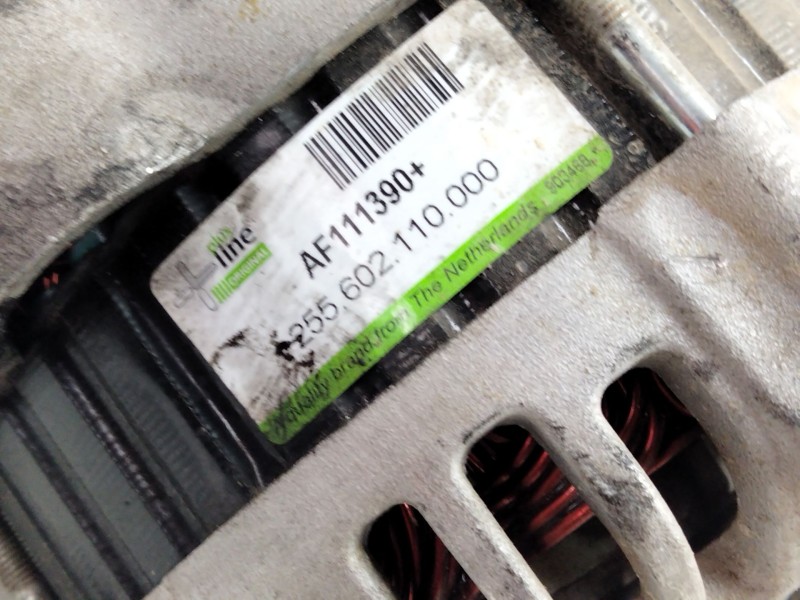 AF111390+
plus
line
ORIGINAL
255.602.110.000
a quality brand from The Netherlands